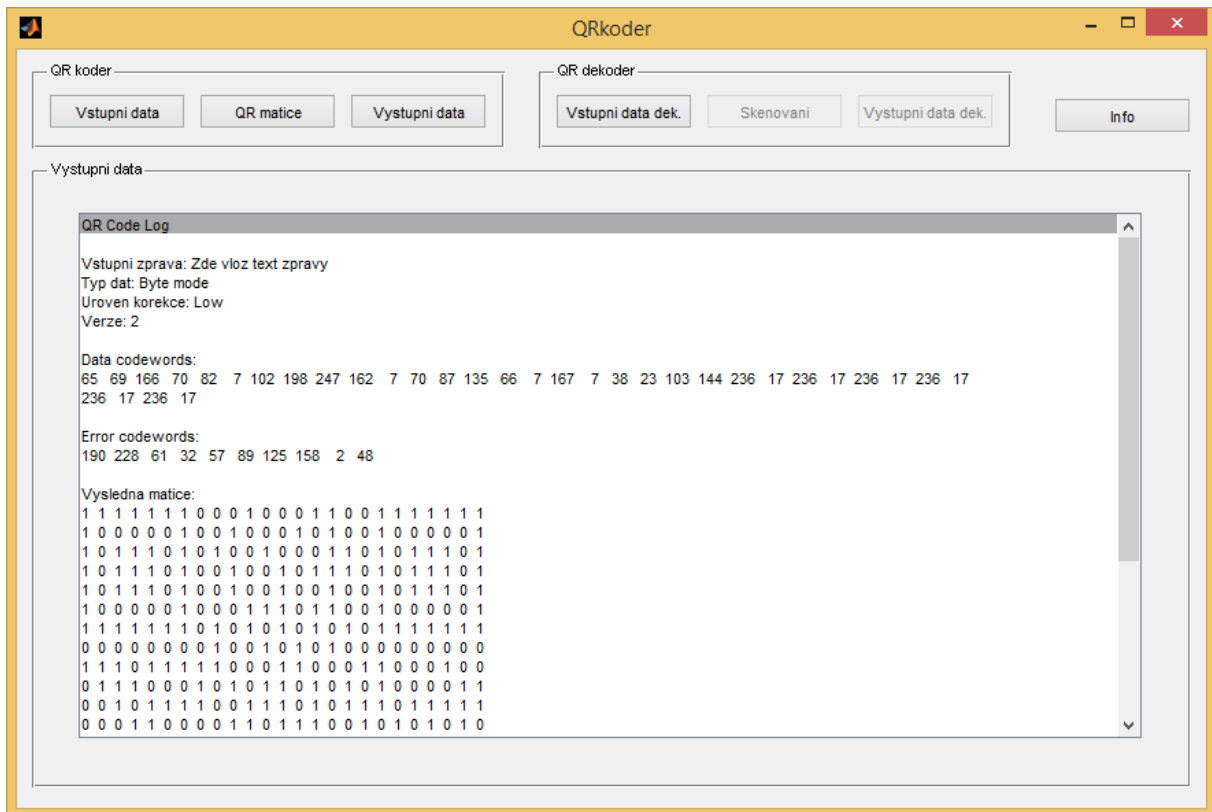 QRkoder
QR koder
Vstupni data QR matice Vystupni data
QR dekoder
Vstupni data dek. Skenovani Vystupni data dek.
Info
Vystupni data
QR Code Log
Vstupni zprava: Zde vloz text zpravy
Typ dat: Byte mode
Uroven korekce: Low
Verze: 2
Data codewords:
65 69 166 70 82 7 102 198 247 162 7 70 87 135 66 7 167 7 38 23 103 144 236 17 236 17 236 17 236 17
236 17 236 17
Error codewords:
190 228 61 32 57 89 125 158 2 48
Vysledna matice:
1 1 1 1 1 1 1 0 0 0 1 0 0 0 1 1 0 0 1 1 1 1 1 1 1
1 0 0 0 0 0 1 0 0 1 0 0 0 1 0 1 0 0 1 0 0 0 0 0 1
1 0 1 1 1 0 1 0 1 0 0 1 0 0 0 1 1 0 1 0 1 1 1 0 1
1 0 1 1 1 0 1 0 0 1 0 0 1 0 1 1 1 0 1 0 1 1 1 0 1
1 0 1 1 1 0 1 0 0 1 0 0 1 0 0 1 0 0 1 0 1 1 1 0 1
1 0 0 0 0 0 1 0 0 0 1 1 1 0 1 1 0 0 1 0 0 0 0 0 1
1 1 1 1 1 1 1 0 1 0 1 0 1 0 1 0 1 0 1 1 1 1 1 1 1
0 0 0 0 0 0 0 0 1 0 0 1 0 1 0 1 0 0 0 0 0 0 0 0 0
1 1 1 0 1 1 1 1 1 0 0 0 1 1 0 0 0 1 1 0 0 0 1 0 0
0 1 1 1 0 0 0 1 0 1 0 1 1 0 1 0 1 0 1 0 0 0 0 1 1
0 0 1 0 1 1 1 1 0 0 1 1 1 0 1 0 1 1 1 0 1 1 1 1 1
0 0 0 1 1 0 0 0 0 1 1 0 1 1 1 0 0 1 0 1 0 1 0 1 0